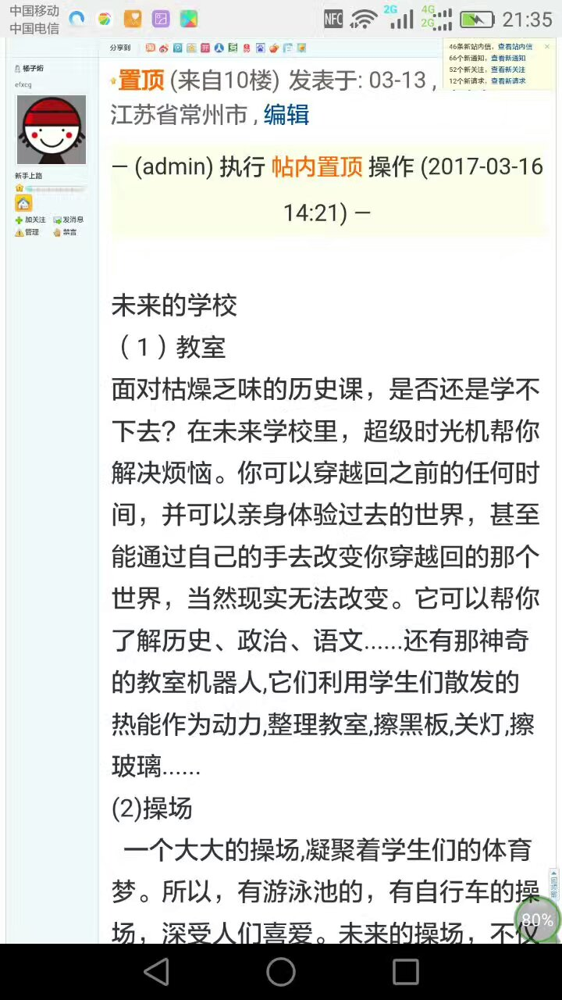 中国移动
中国电信
NFC
2G
4G
2G
21:35
分享到
46条新站内信，查看站内信
66个新通知，查看新通知
52个新关注，查看新关注
12个新请求，查看新请求
杨子炘
efxcg
新手上路
加关注 发消息
管理 禁言
置顶 (来自10楼) 发表于: 03-13 ,
江苏省常州市 , 编辑
— (admin) 执行 帖内置顶 操作 (2017-03-16
14:21) —
未来的学校
（1）教室
面对枯燥乏味的历史课，是否还是学不
下去？在未来学校里，超级时光机帮你
解决烦恼。你可以穿越回之前的任何时
间，并可以亲身体验过去的世界，甚至
能通过自己的手去改变你穿越回的那个
世界，当然现实无法改变。它可以帮你
了解历史、政治、语文......还有那神奇
的教室机器人,它们利用学生们散发的
热能作为动力,整理教室,擦黑板,关灯,擦
玻璃......
(2)操场
一个大大的操场,凝聚着学生们的体育
梦。所以，有游泳池的，有自行车的操
场，深受人们喜爱。未来的操场，不仅
回顶部
80%